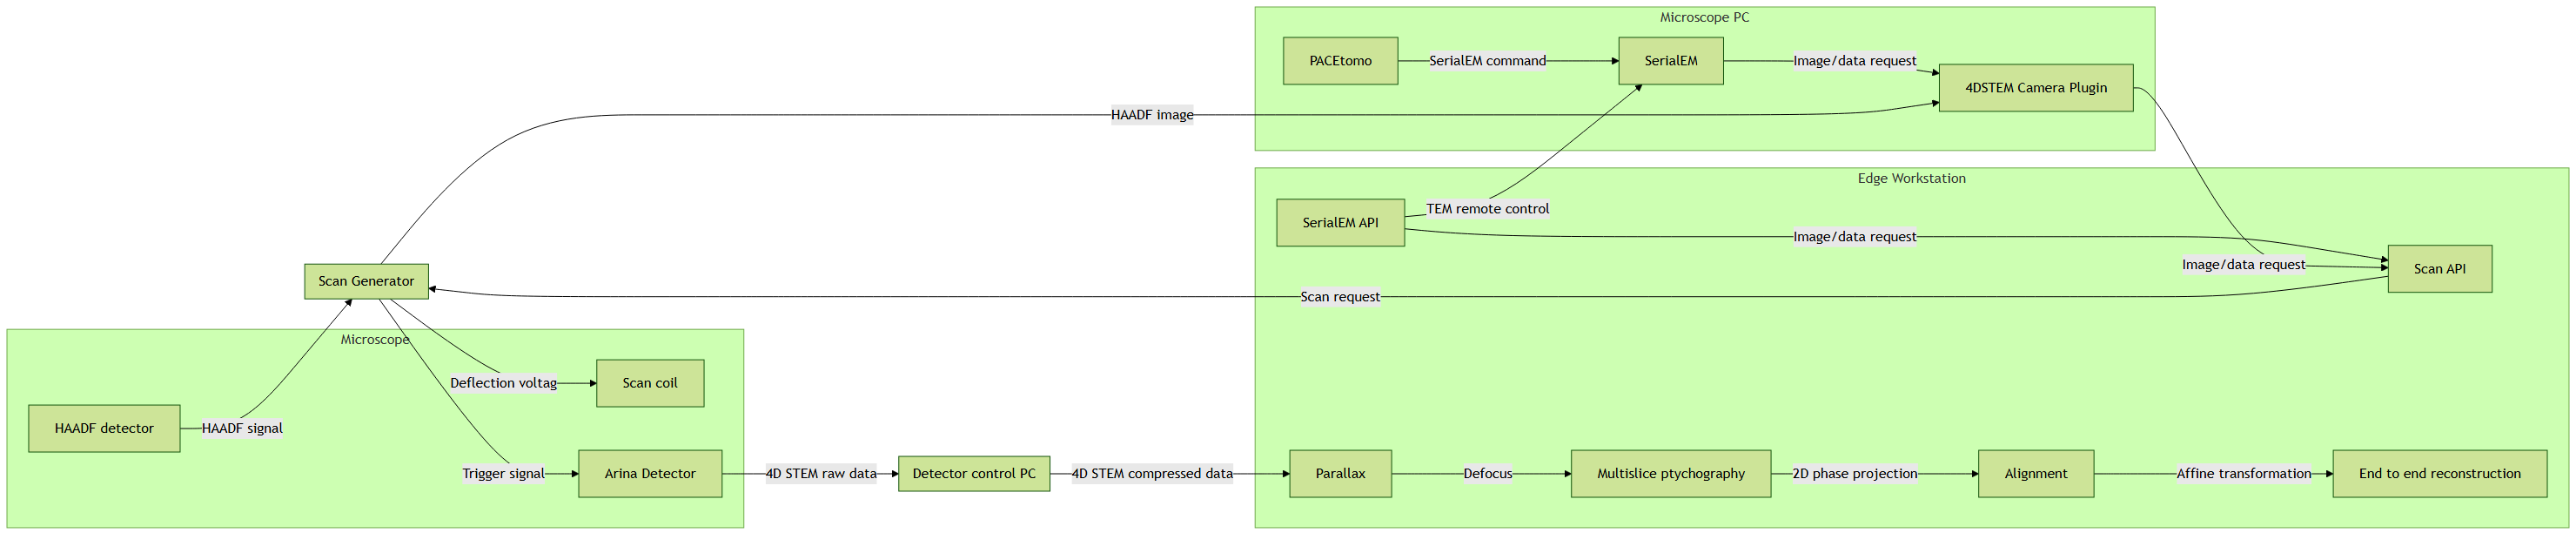 Microscope PC
PACEtomo
SerialEM command
SerialEM
Image/data request
4DSTEM Camera Plugin
HAADF image
Edge Workstation
SerialEM API
TEM remote control
Image/data request
Image/data request
Scan API
Scan Generator
Scan request
Microscope
Deflection voltag
Scan coil
HAADF detector
HAADF signal
Trigger signal
Arina Detector
4D STEM raw data
Detector control PC
4D STEM compressed data
Parallax
Defocus
Multislice ptychography
2D phase projection
Alignment
Affine transformation
End to end reconstruction